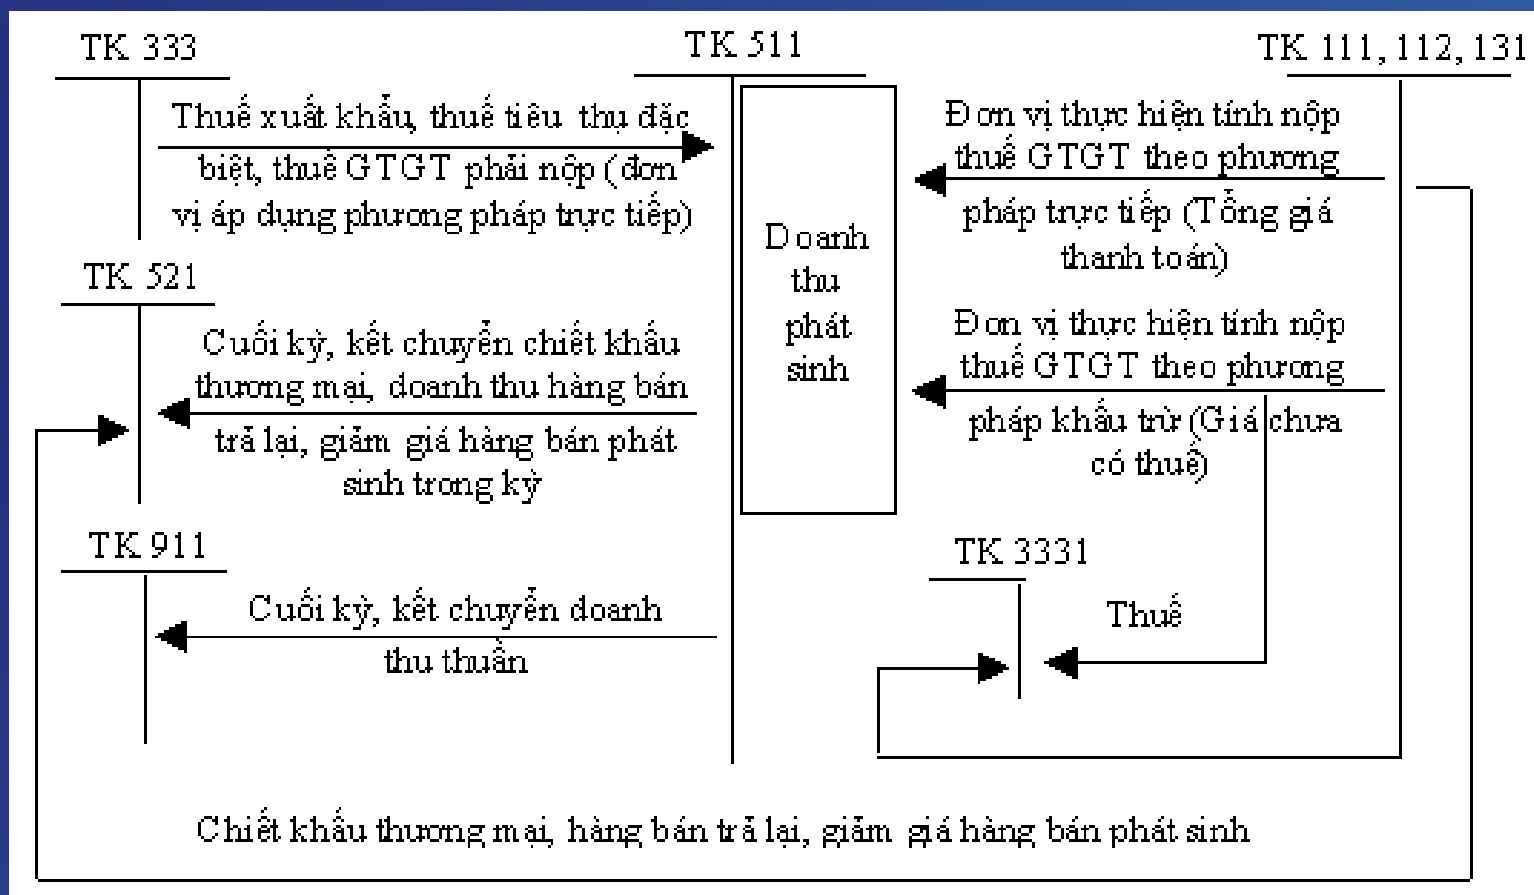 TK 333
TK 511
TK 111, 112, 131
Thuế xuất khẩu, thuế tiêu thụ đặc
biệt, thuế GTGT phải nộp (đơn
vị áp dụng phương pháp trực tiếp)
Đơn vị thực hiện tính nộp
thuế GTGT theo phương
pháp trực tiếp (Tổng giá
thanh toán)
Doanh
thu
phát
sinh
TK 521
Cuối kỳ, kết chuyển chiết khấu
thương mại, doanh thu hàng bán
trả lại, giảm giá hàng bán phát
sinh trong kỳ
Đơn vị thực hiện tính nộp
thuế GTGT theo phương
pháp khấu trừ (Giá chưa
có thuế)
TK 911
Cuối kỳ, kết chuyển doanh
thu thuần
TK 3331
Thuế
Chiết khấu thương mại, hàng bán trả lại, giảm giá hàng bán phát sinh